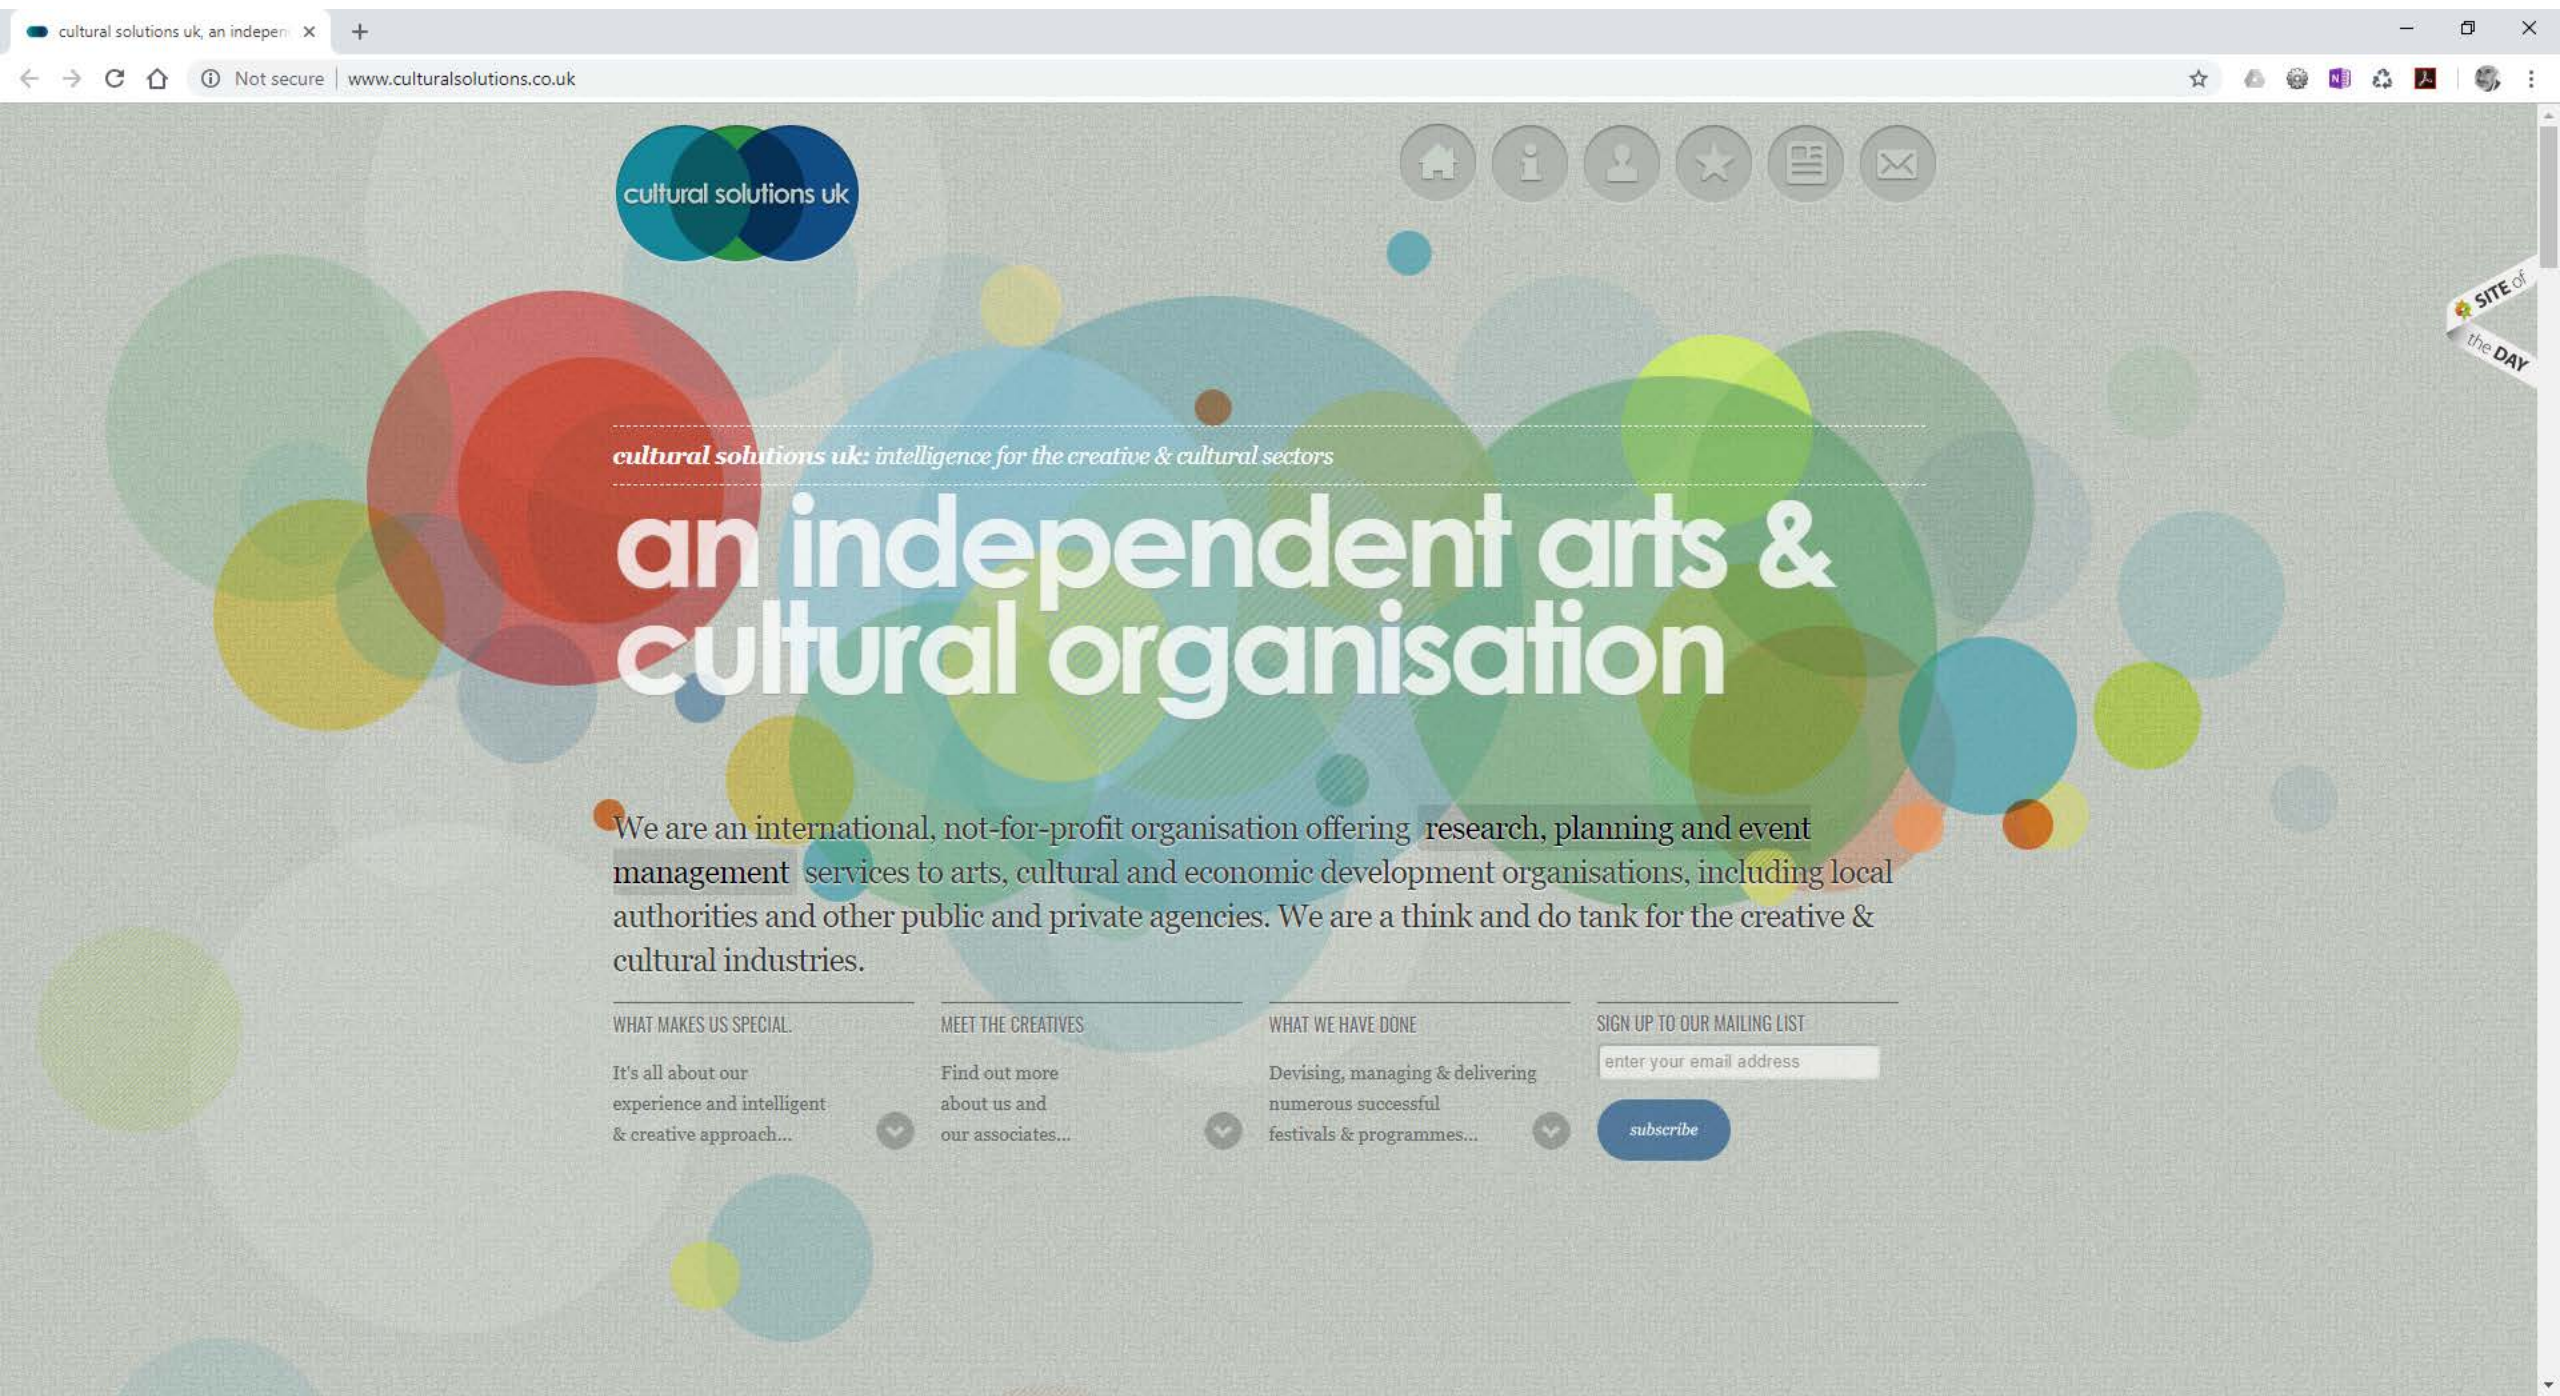 cultural solutions uk, an indepen
Not secure
www.culturalsolutions.co.uk
cultural solutions uk
SITE of
the DAY
cultural solutions uk: intelligence for the creative & cultural sectors
an independent arts &
cultural organisation
We are an international, not-for-profit organisation offering research, planning and event
management services to arts, cultural and economic development organisations, including local
authorities and other public and private agencies. We are a think and do tank for the creative &
cultural industries.
WHAT MAKES US SPECIAL.
It's all about our
experience and intelligent
& creative approach...
MEET THE CREATIVES
Find out more
about us and
our associates...
WHAT WE HAVE DONE
Devising, managing & delivering
numerous successful
festivals & programmes...
SIGN UP TO OUR MAILING LIST
enter your email address
subscribe